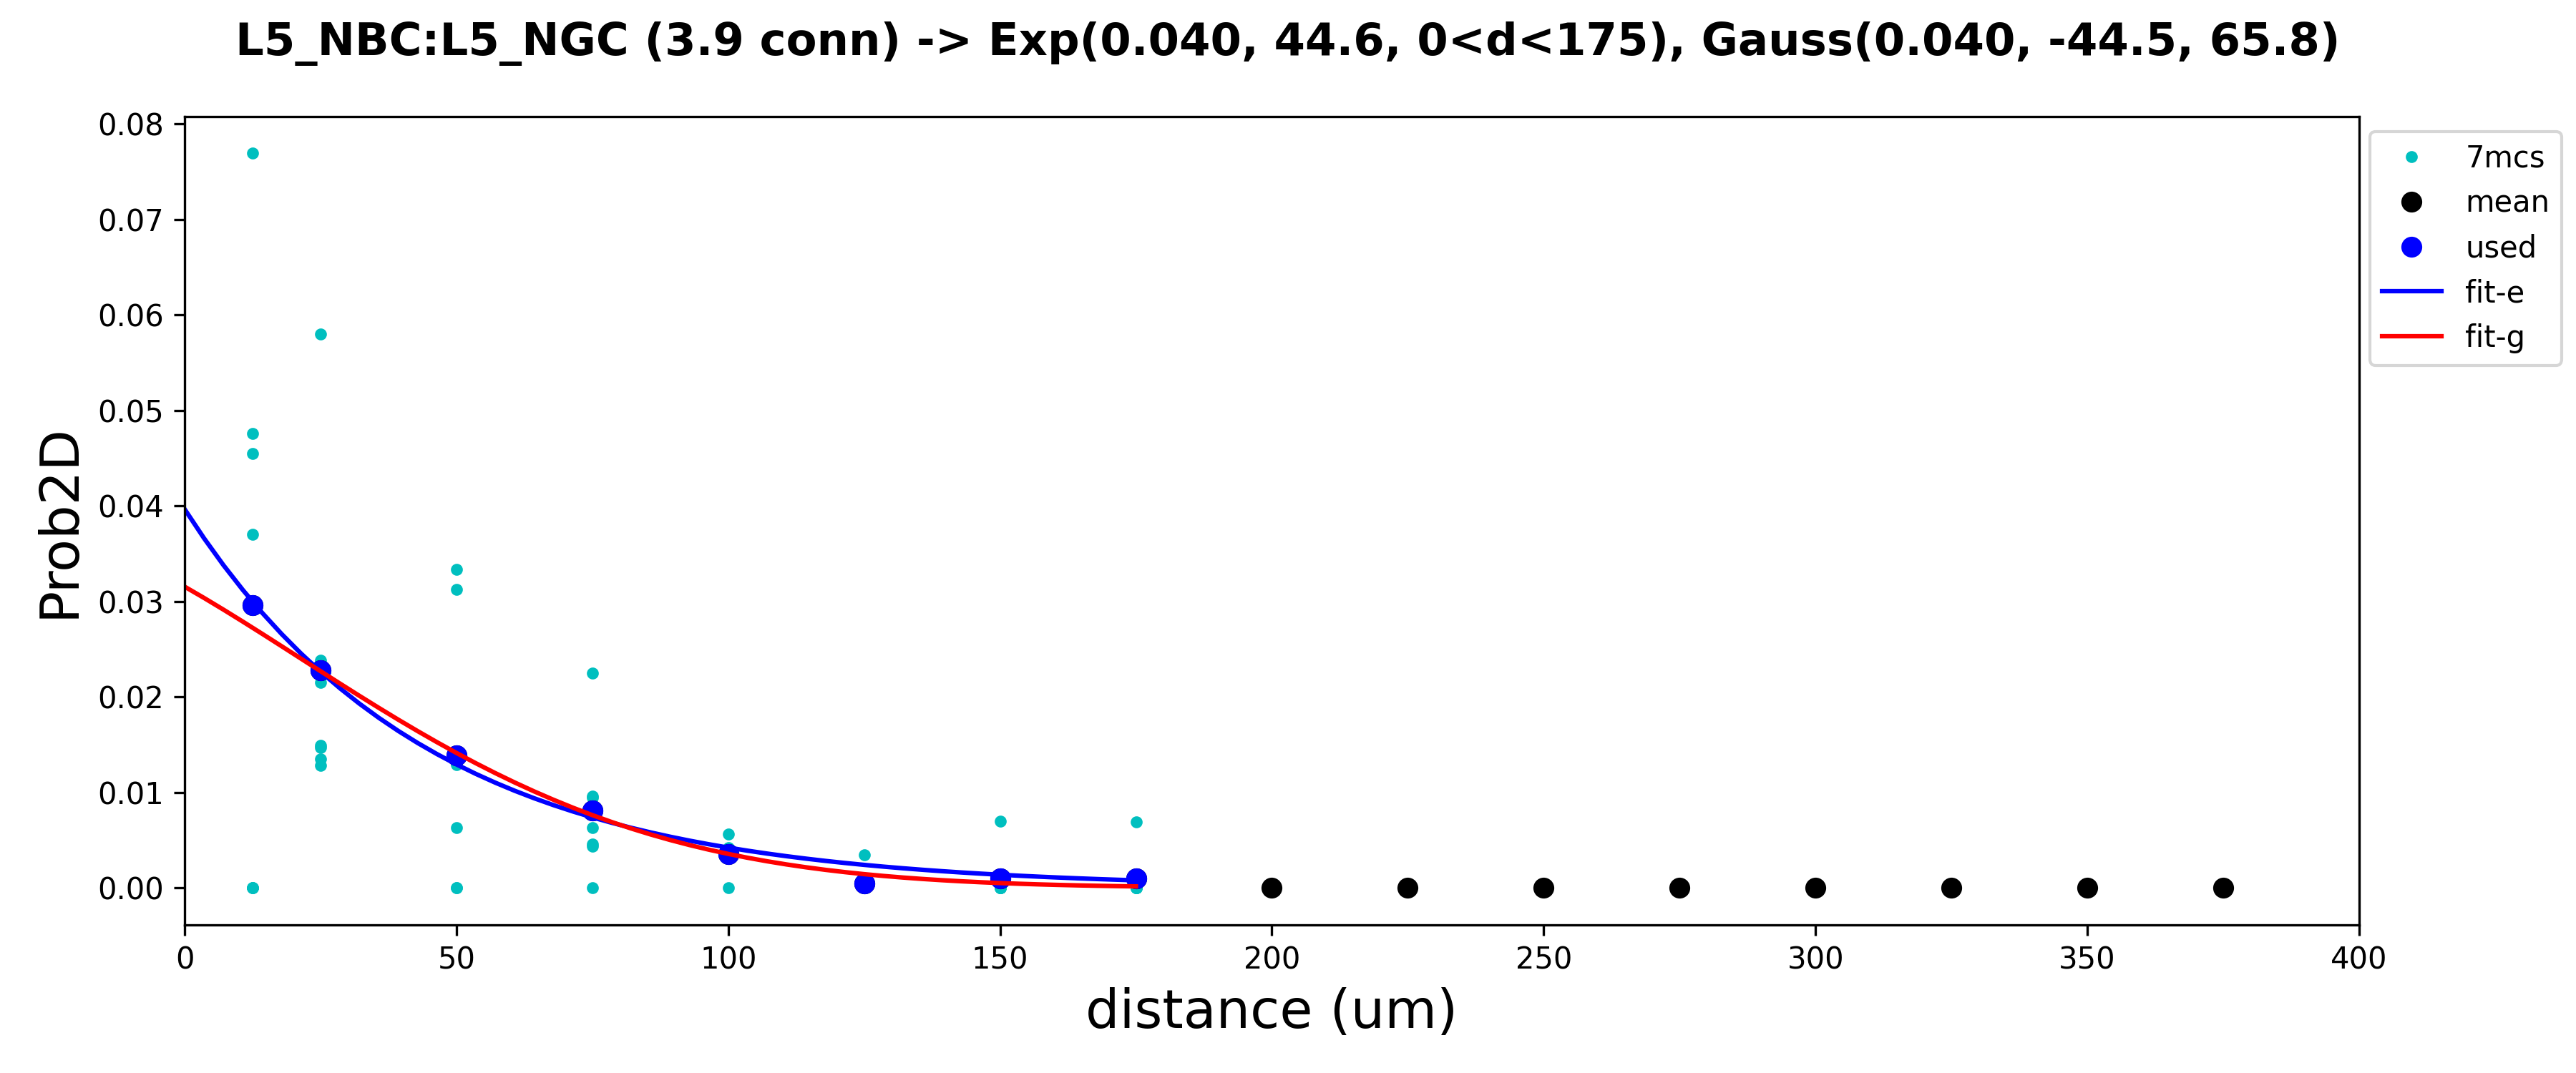 L5_NBC:L5_NGC (3.9 conn) -> Exp(0.040, 44.6, 0<d<175), Gauss(0.040, -44.5, 65.8)
0.08
0.07
0.06
0.05
0.04
0.03
0.02
0.01
0.00
Prob2D
0 50 100 150 200 250 300 350 400
distance (um)
7mcs
mean
used
fit-e
fit-g